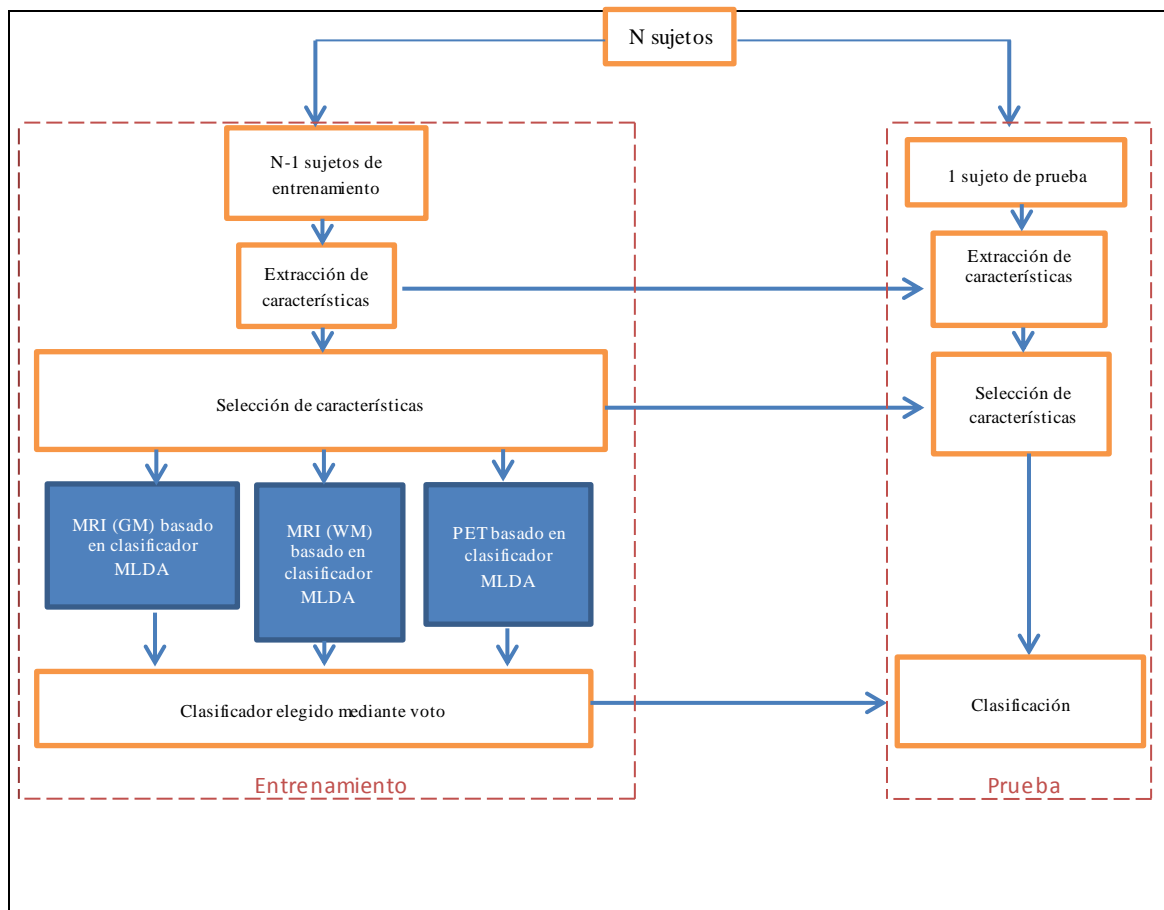 N sujetos
N-1 sujetos de
entrenamiento
1 sujeto de prueba
Extracción de
características
Extracción de
características
Selección de características
Selección de
características
MRI (GM) basado
en clasificador
MLDA
MRI (WM)
basado en
clasificador
MLDA
PET basado en
clasificador
MLDA
Clasificador elegido mediante voto
Clasificación
Entrenamiento
Prueba